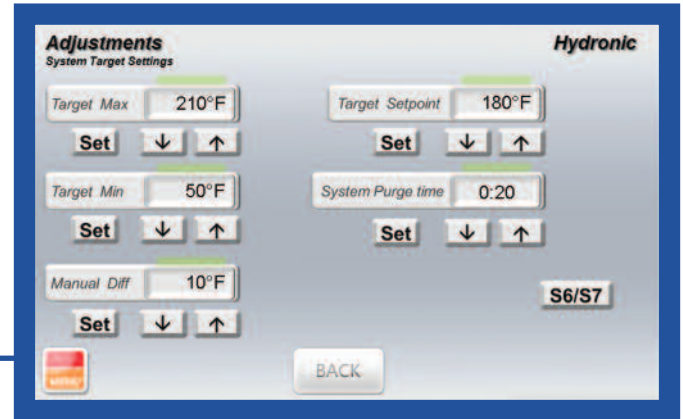 Adjustments
Hydronic
System Target Settings
Target Max 210°F
Target Setpoint 180°F
Set ↓ ↑
Set ↓ ↑
Target Min 50°F
System Purge time 0:20
Set ↓ ↑
Set ↓ ↑
Manual Diff 10°F
S6/S7
Set ↓ ↑
MENU
BACK